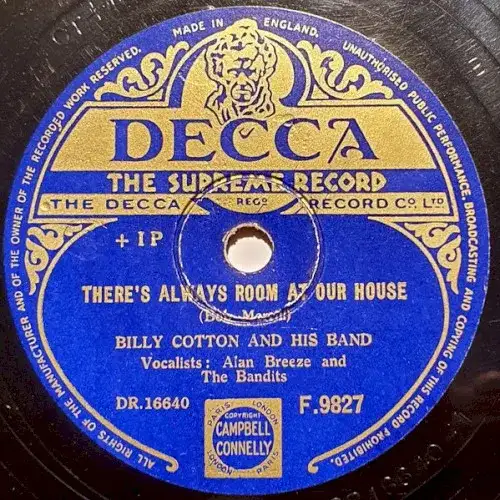 MADE IN ENGLAND.
ALL RIGHTS OF THE MANUFACTURER AND OF THE OWNER OF THE RECORDED WORK RESERVED.
UNAUTHORISED PUBLIC PERFORMANCE, BROADCASTING AND COPYING OF THIS RECORD PROHIBITED.
DECCA
THE SUPREME RECORD
THE DECCA REGD RECORD CO. LTD
+ 1P
THERE'S ALWAYS ROOM AT OUR HOUSE
(Bob Merrill)
BILLY COTTON AND HIS BAND
Vocalists: Alan Breeze and
The Bandits
DR.16640 F.9827
PARIS LONDON
COPYRIGHT
CAMPBELL
CONNELLY
LONDON PARIS